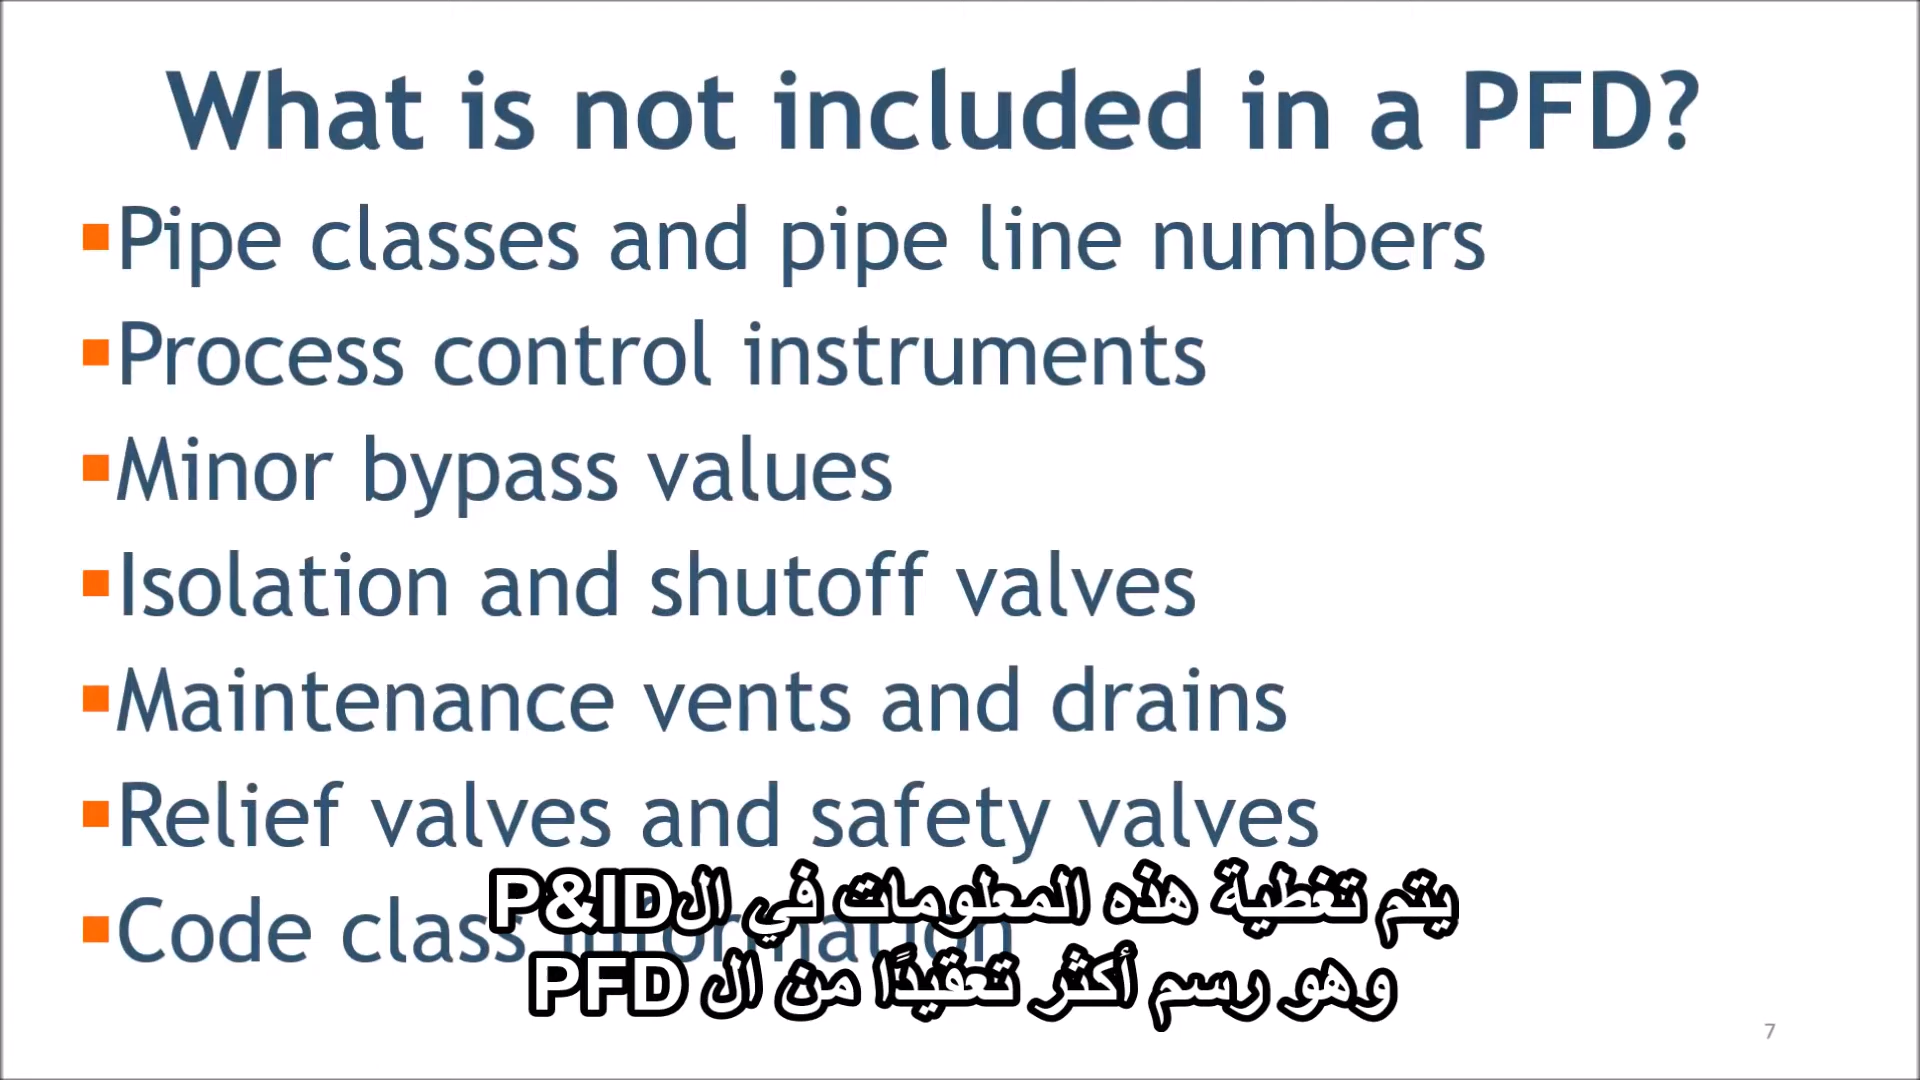 What is not included in a PFD?
▪Pipe classes and pipe line numbers
▪Process control instruments
▪Minor bypass values
▪Isolation and shutoff valves
▪Maintenance vents and drains
▪Relief valves and safety valves
▪Code class information
يتم تغطية هذه المعلومات في الP&ID
وهو رسم أكثر تعقيدًا من ال PFD
7